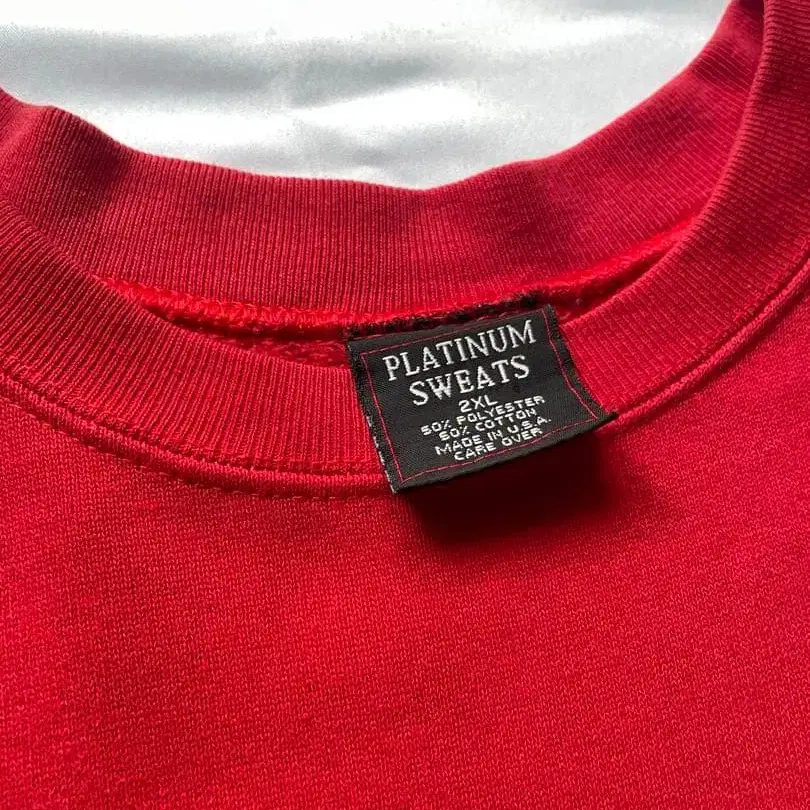 PLATINUM
SWEATS
2XL
50% POLYESTER
50% COTTON
MADE IN U.S.A.
CARE OVER